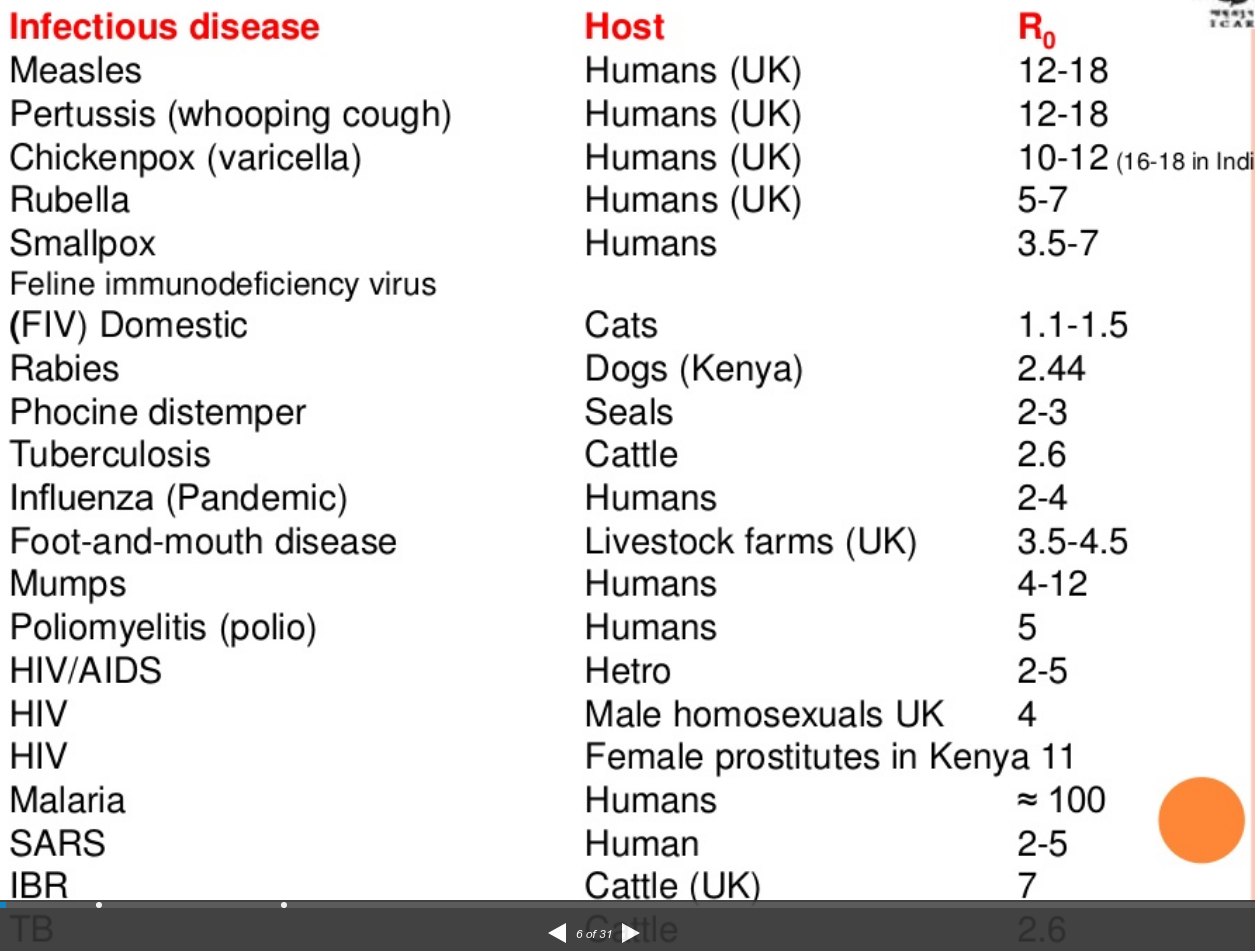 Infectious disease Host R0
Measles Humans (UK) 12-18
Pertussis (whooping cough) Humans (UK) 12-18
Chickenpox (varicella) Humans (UK) 10-12 (16-18 in Indi
Rubella Humans (UK) 5-7
Smallpox Humans 3.5-7
Feline immunodeficiency virus
(FIV) Domestic Cats 1.1-1.5
Rabies Dogs (Kenya) 2.44
Phocine distemper Seals 2-3
Tuberculosis Cattle 2.6
Influenza (Pandemic) Humans 2-4
Foot-and-mouth disease Livestock farms (UK) 3.5-4.5
Mumps Humans 4-12
Poliomyelitis (polio) Humans 5
HIV/AIDS Hetro 2-5
HIV Male homosexuals UK 4
HIV Female prostitutes in Kenya 11
Malaria Humans ≈ 100
SARS Human 2-5
IBR Cattle (UK) 7
TB Cattle 2.6
6 of 31
ICAR